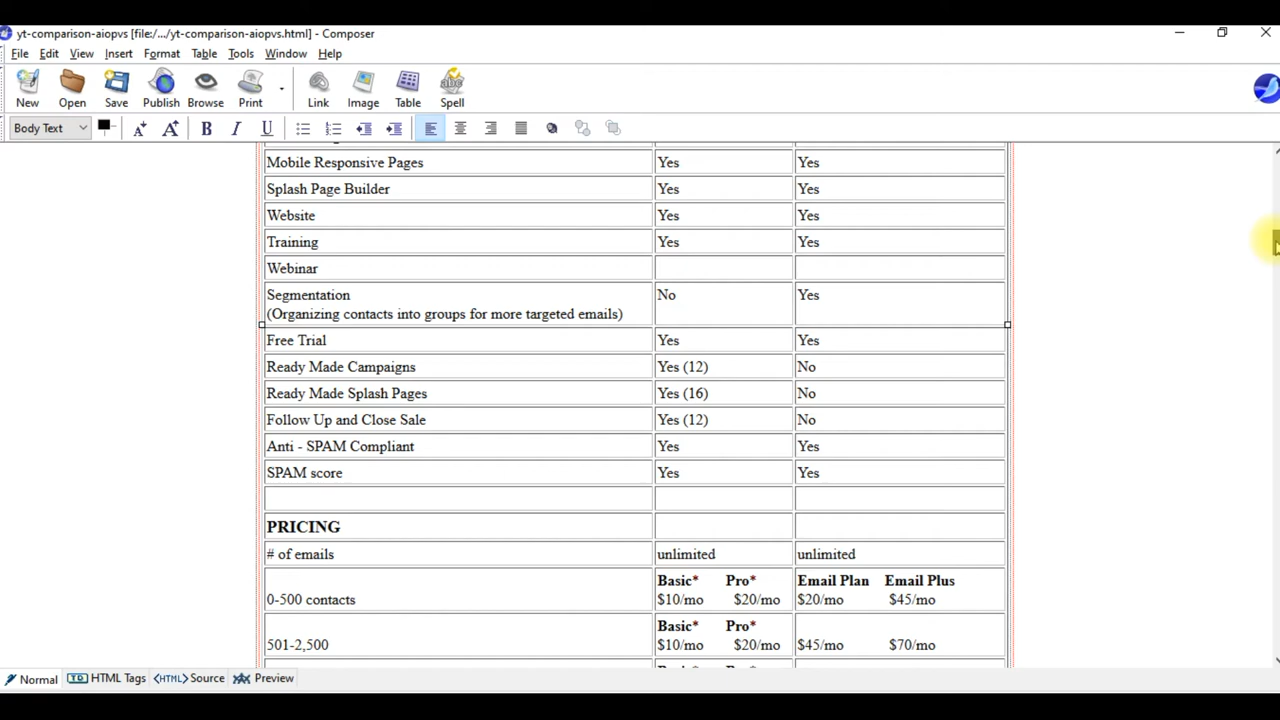 yt-comparison-aiopvs [file:/.../yt-comparison-aiopvs.html] - Composer
File Edit View Insert Format Table Tools Window Help
New Open Save Publish Browse Print Link Image Table Spell
Body Text
Mobile Responsive Pages Yes Yes
Splash Page Builder Yes Yes
Website Yes Yes
Training Yes Yes
Webinar
Segmentation No Yes
(Organizing contacts into groups for more targeted emails)
Free Trial Yes Yes
Ready Made Campaigns Yes (12) No
Ready Made Splash Pages Yes (16) No
Follow Up and Close Sale Yes (12) No
Anti - SPAM Compliant Yes Yes
SPAM score Yes Yes
PRICING
# of emails unlimited unlimited
Basic* Pro* Email Plan Email Plus
0-500 contacts $10/mo $20/mo $20/mo $45/mo
Basic* Pro*
501-2,500 $10/mo $20/mo $45/mo $70/mo
Normal HTML Tags <HTML> Source Preview